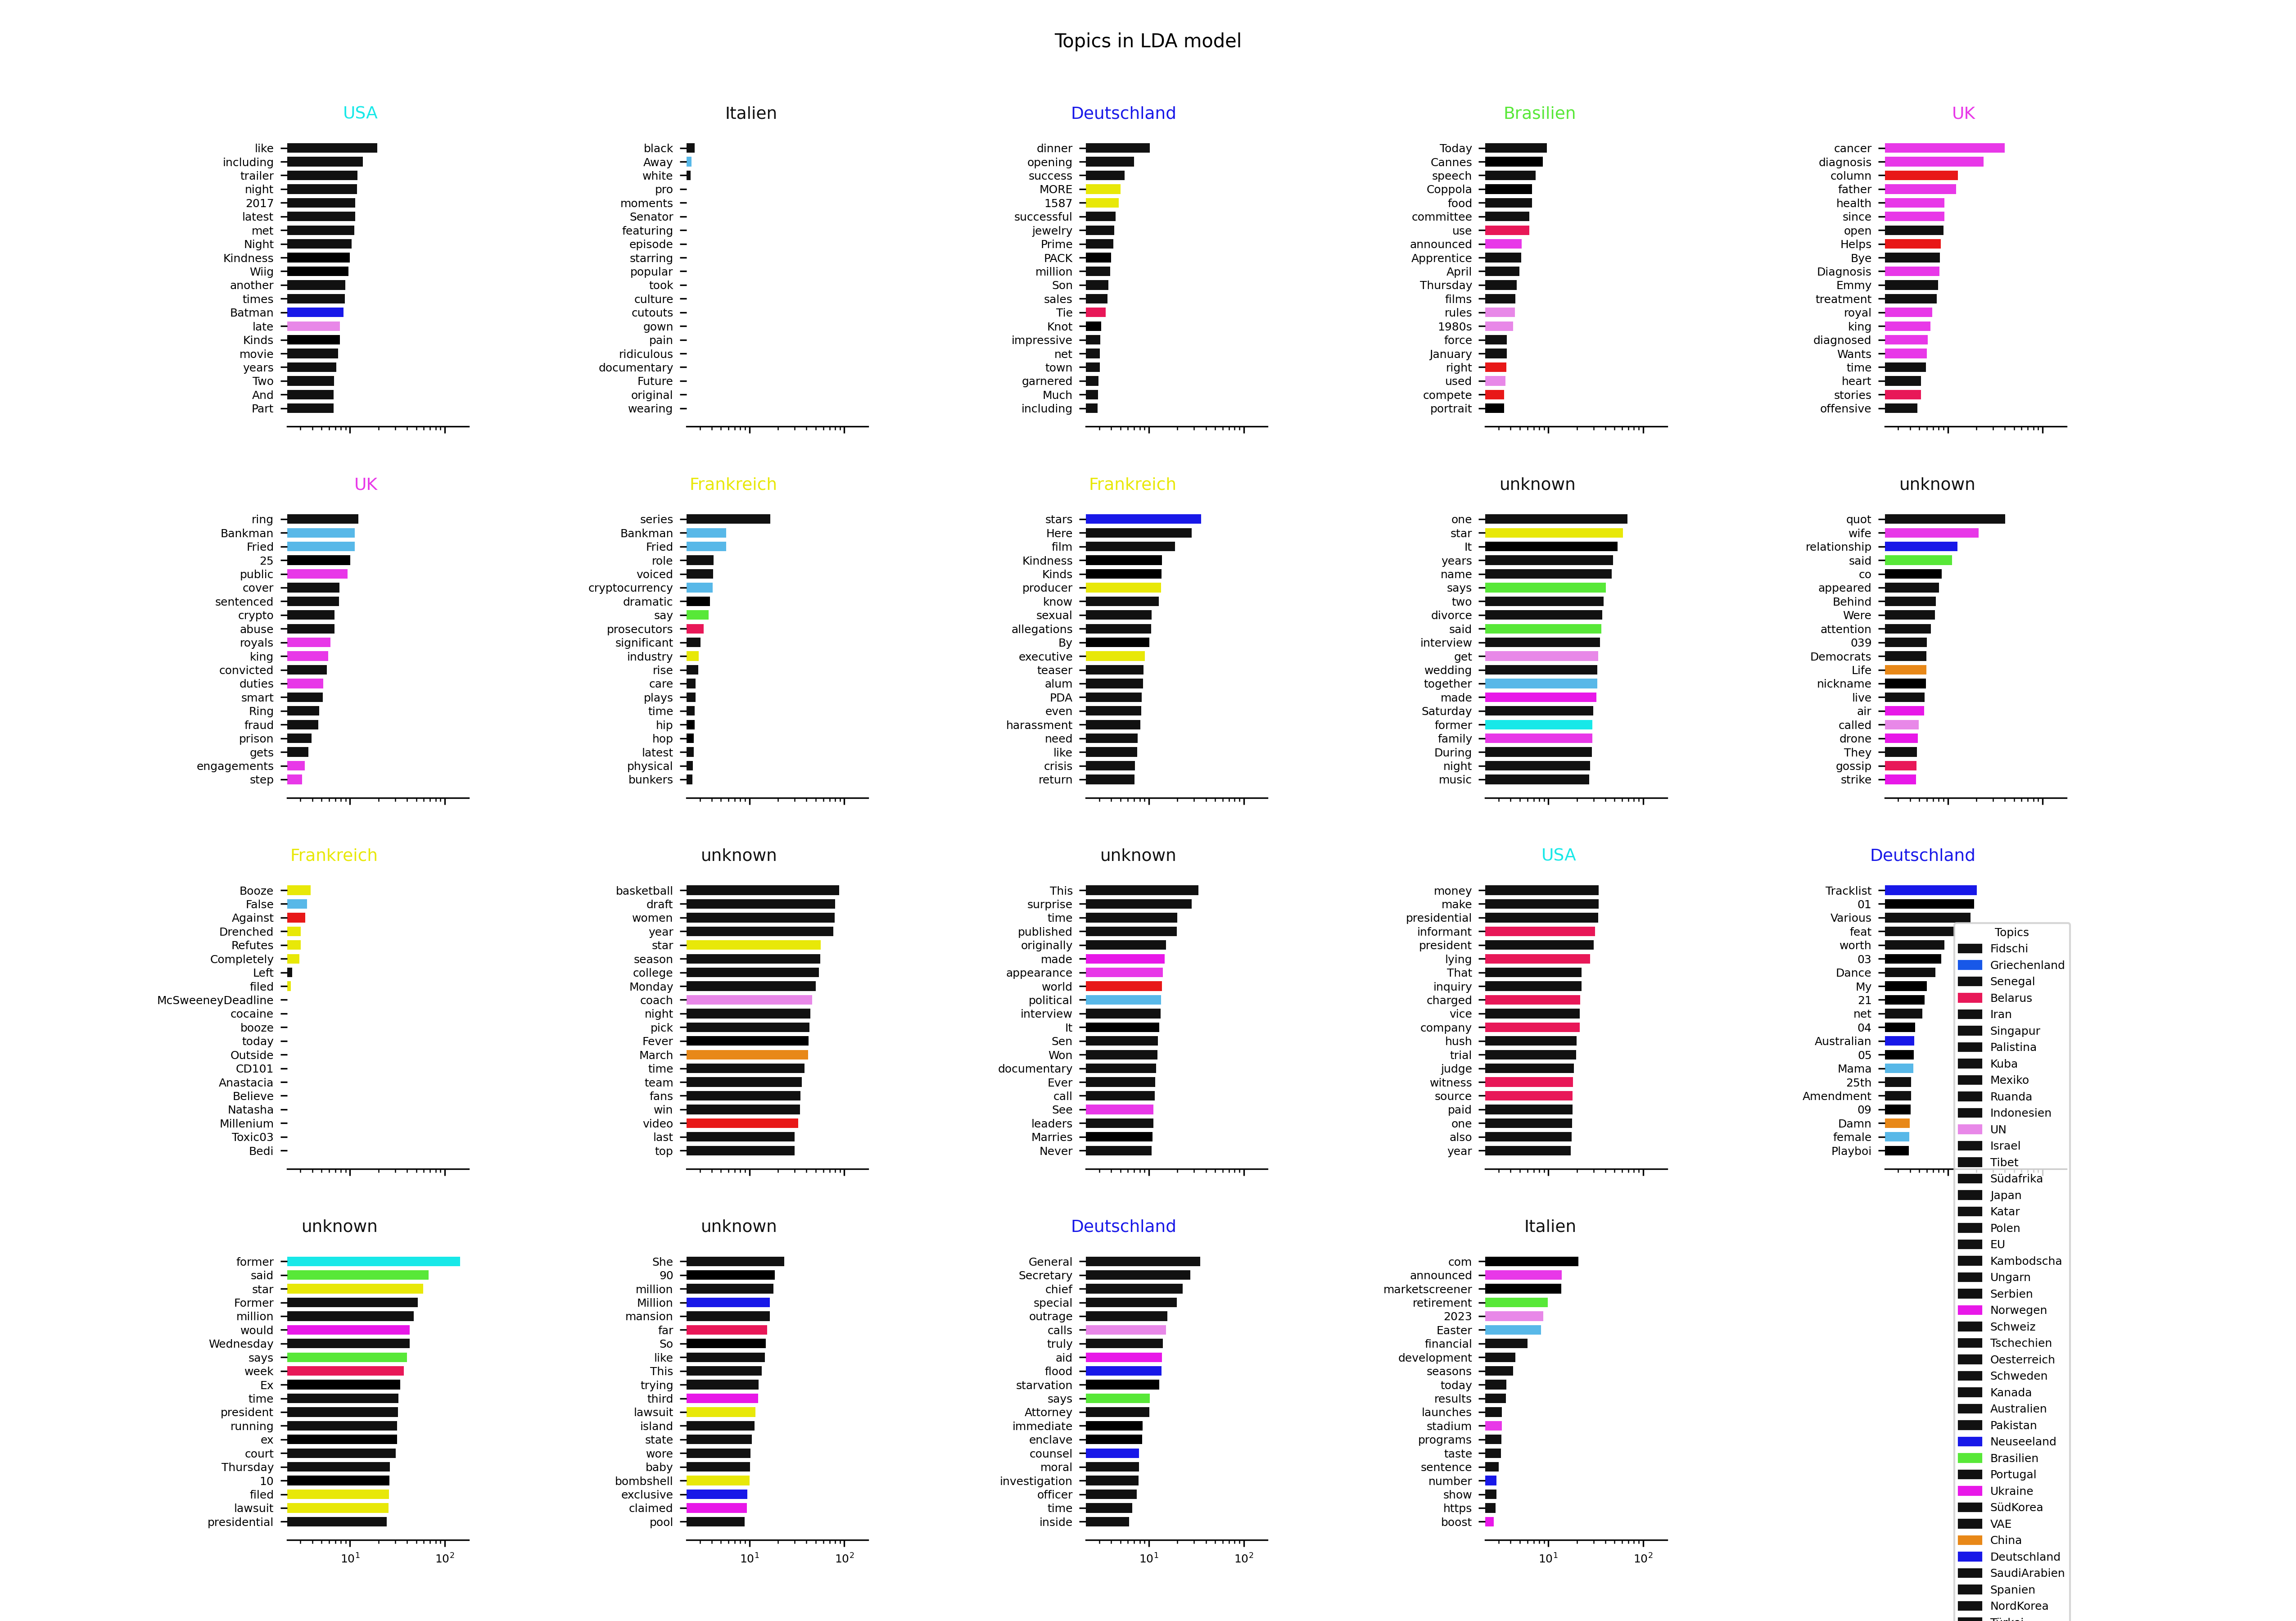 Topics in LDA model
USA
like
including
trailer
night
2017
latest
met
Night
Kindness
Wiig
another
times
Batman
late
Kinds
movie
years
Two
And
Part
Italien
black
Away
white
pro
moments
Senator
featuring
episode
starring
popular
took
culture
cutouts
gown
pain
ridiculous
documentary
Future
original
wearing
Deutschland
dinner
opening
success
MORE
1587
successful
jewelry
Prime
PACK
million
Son
sales
Tie
Knot
impressive
net
town
garnered
Much
including
Brasilien
Today
Cannes
speech
Coppola
food
committee
use
announced
Apprentice
April
Thursday
films
rules
1980s
force
January
right
used
compete
portrait
UK
cancer
diagnosis
column
father
health
since
open
Helps
Bye
Diagnosis
Emmy
treatment
royal
king
diagnosed
Wants
time
heart
stories
offensive
UK
ring
Bankman
Fried
25
public
cover
sentenced
crypto
abuse
royals
king
convicted
duties
smart
Ring
fraud
prison
gets
engagements
step
Frankreich
series
Bankman
Fried
role
voiced
cryptocurrency
dramatic
say
prosecutors
significant
industry
rise
care
plays
time
hip
hop
latest
physical
bunkers
Frankreich
stars
Here
film
Kindness
Kinds
producer
know
sexual
allegations
By
executive
teaser
alum
PDA
even
harassment
need
like
crisis
return
unknown
one
star
It
years
name
says
two
divorce
said
interview
get
wedding
together
made
Saturday
former
family
During
night
music
unknown
quot
wife
relationship
said
co
appeared
Behind
Were
attention
039
Democrats
Life
nickname
live
air
called
drone
They
gossip
strike
Frankreich
Booze
False
Against
Drenched
Refutes
Completely
Left
filed
McSweeneyDeadline
cocaine
booze
today
Outside
CD101
Anastacia
Believe
Natasha
Millenium
Toxic03
Bedi
unknown
basketball
draft
women
year
star
season
college
Monday
coach
night
pick
Fever
March
time
team
fans
win
video
last
top
unknown
This
surprise
time
published
originally
made
appearance
world
political
interview
It
Sen
Won
documentary
Ever
call
See
leaders
Marries
Never
USA
money
make
presidential
informant
president
lying
That
inquiry
charged
vice
company
hush
trial
judge
witness
source
paid
one
also
year
Deutschland
Tracklist
01
Various
feat
worth
03
Dance
My
21
net
04
Australian
05
Mama
25th
Amendment
09
Damn
female
Playboi
unknown
former
said
star
Former
million
would
Wednesday
says
week
Ex
time
president
running
ex
court
Thursday
10
filed
lawsuit
presidential
10¹ 10²
unknown
She
90
million
Million
mansion
far
So
like
This
trying
third
lawsuit
island
state
wore
baby
bombshell
exclusive
claimed
pool
10¹ 10²
Deutschland
General
Secretary
chief
special
outrage
calls
truly
aid
flood
starvation
says
Attorney
immediate
enclave
counsel
moral
investigation
officer
time
inside
10¹ 10²
Italien
com
announced
marketscreener
retirement
2023
Easter
financial
development
seasons
today
results
launches
stadium
programs
taste
sentence
number
show
https
boost
10¹ 10²
Topics
Fidschi
Griechenland
Senegal
Belarus
Iran
Singapur
Palistina
Kuba
Mexiko
Ruanda
Indonesien
UN
Israel
Tibet
Südafrika
Japan
Katar
Polen
EU
Kambodscha
Ungarn
Serbien
Norwegen
Schweiz
Tschechien
Oesterreich
Schweden
Kanada
Australien
Pakistan
Neuseeland
Brasilien
Portugal
Ukraine
SüdKorea
VAE
China
Deutschland
SaudiArabien
Spanien
NordKorea